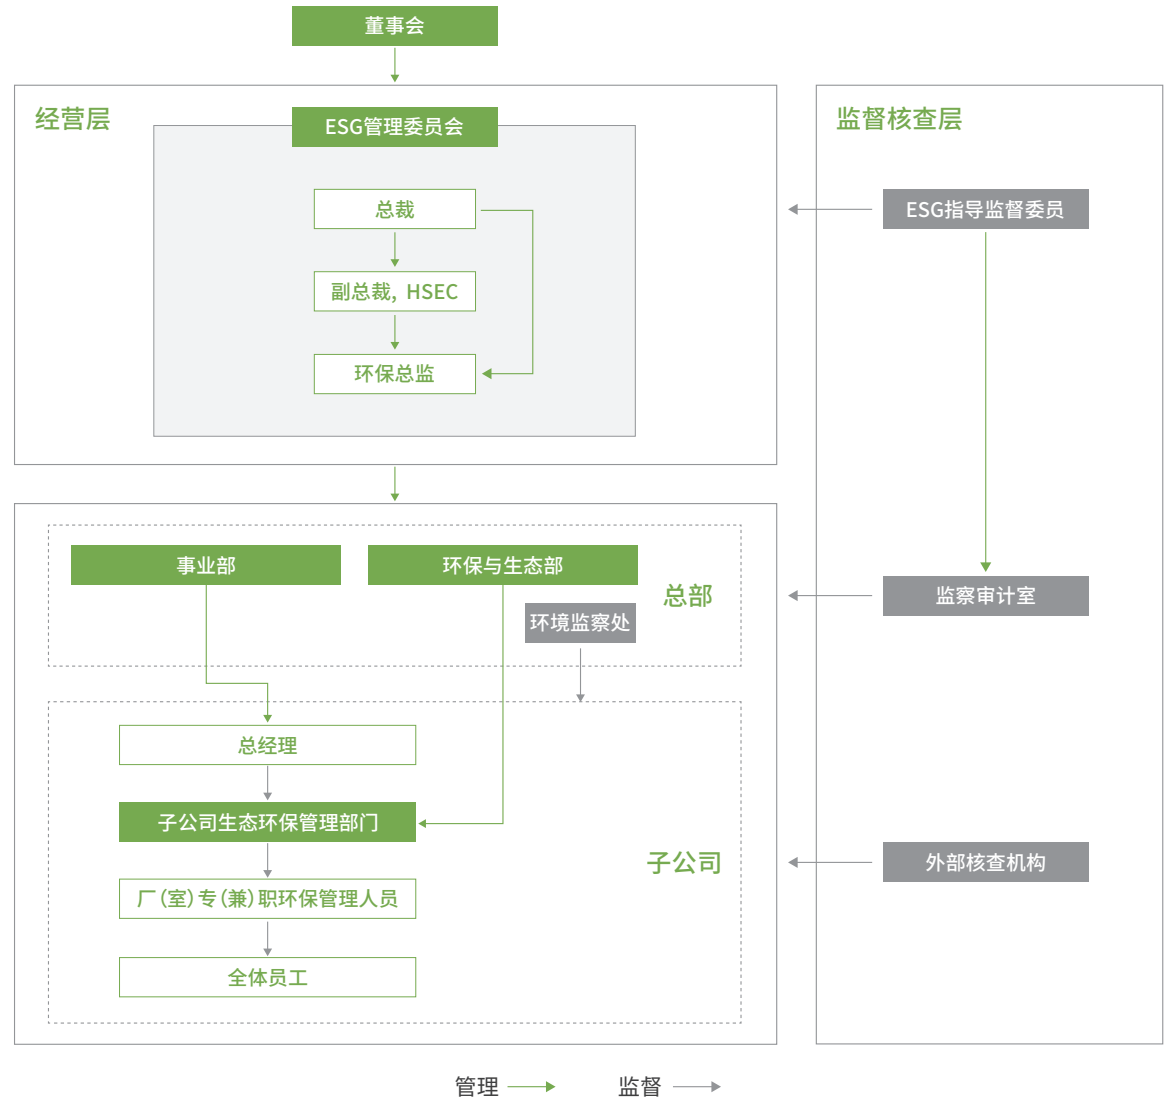 董事会
经营层
ESG管理委员会
总裁
副总裁, HSEC
环保总监
监督核查层
ESG指导监督委员
事业部
环保与生态部
总部
环境监察处
监察审计室
总经理
子公司生态环保管理部门
厂(室)专(兼)职环保管理人员
全体员工
子公司
外部核查机构
管理
监督